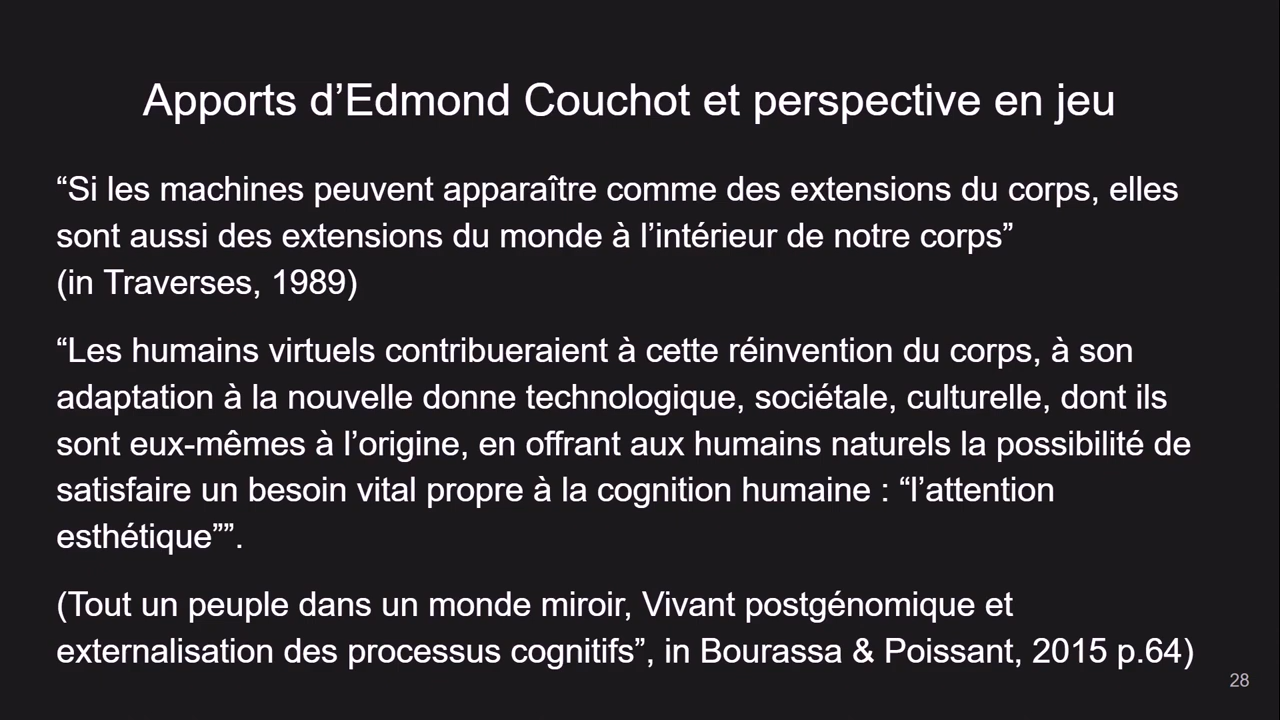 Apports d’Edmond Couchot et perspective en jeu
“Si les machines peuvent apparaître comme des extensions du corps, elles
sont aussi des extensions du monde à l’intérieur de notre corps”
(in Traverses, 1989)
“Les humains virtuels contribueraient à cette réinvention du corps, à son
adaptation à la nouvelle donne technologique, sociétale, culturelle, dont ils
sont eux-mêmes à l’origine, en offrant aux humains naturels la possibilité de
satisfaire un besoin vital propre à la cognition humaine : “l’attention
esthétique””.
(Tout un peuple dans un monde miroir, Vivant postgénomique et
externalisation des processus cognitifs”, in Bourassa & Poissant, 2015 p.64)
28